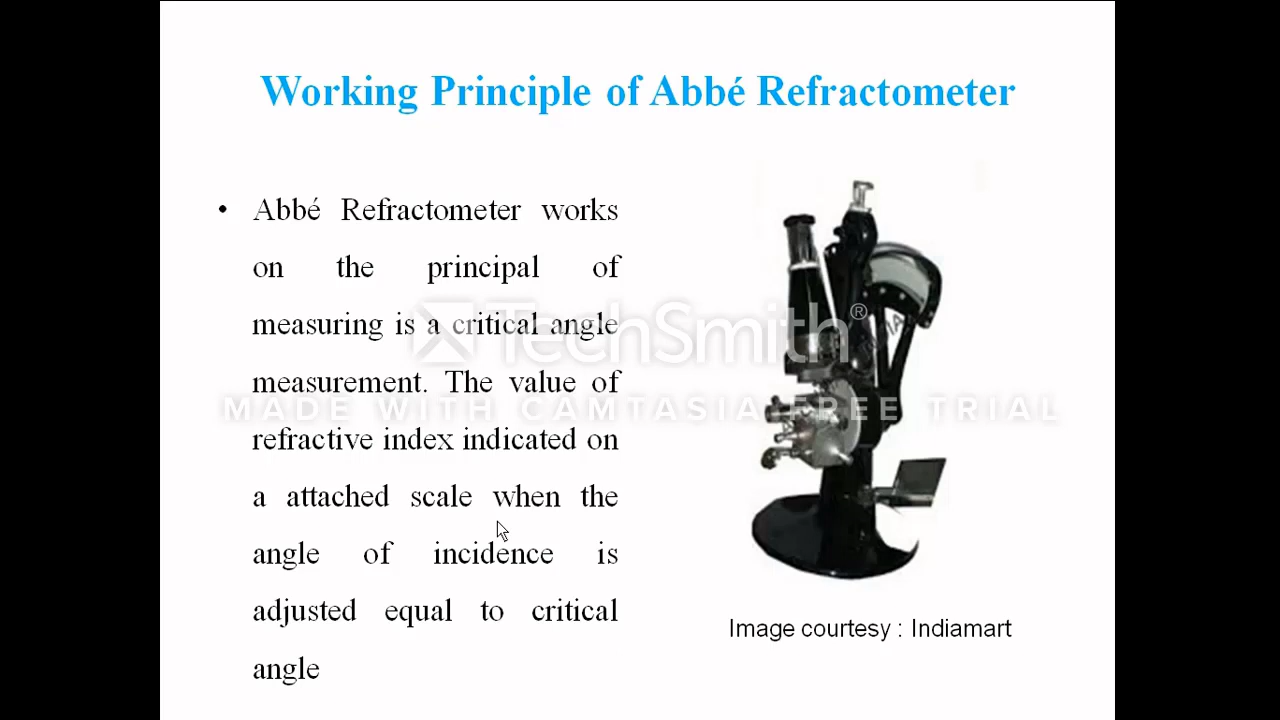 Working Principle of Abbé Refractometer
• Abbé Refractometer works
on the principal of
measuring is a critical angle
measurement. The value of
refractive index indicated on
a attached scale when the
angle of incidence is
adjusted equal to critical
angle
TechSmith®
MADE WITH CAMTASIA FREE TRIAL
Image courtesy : Indiamart